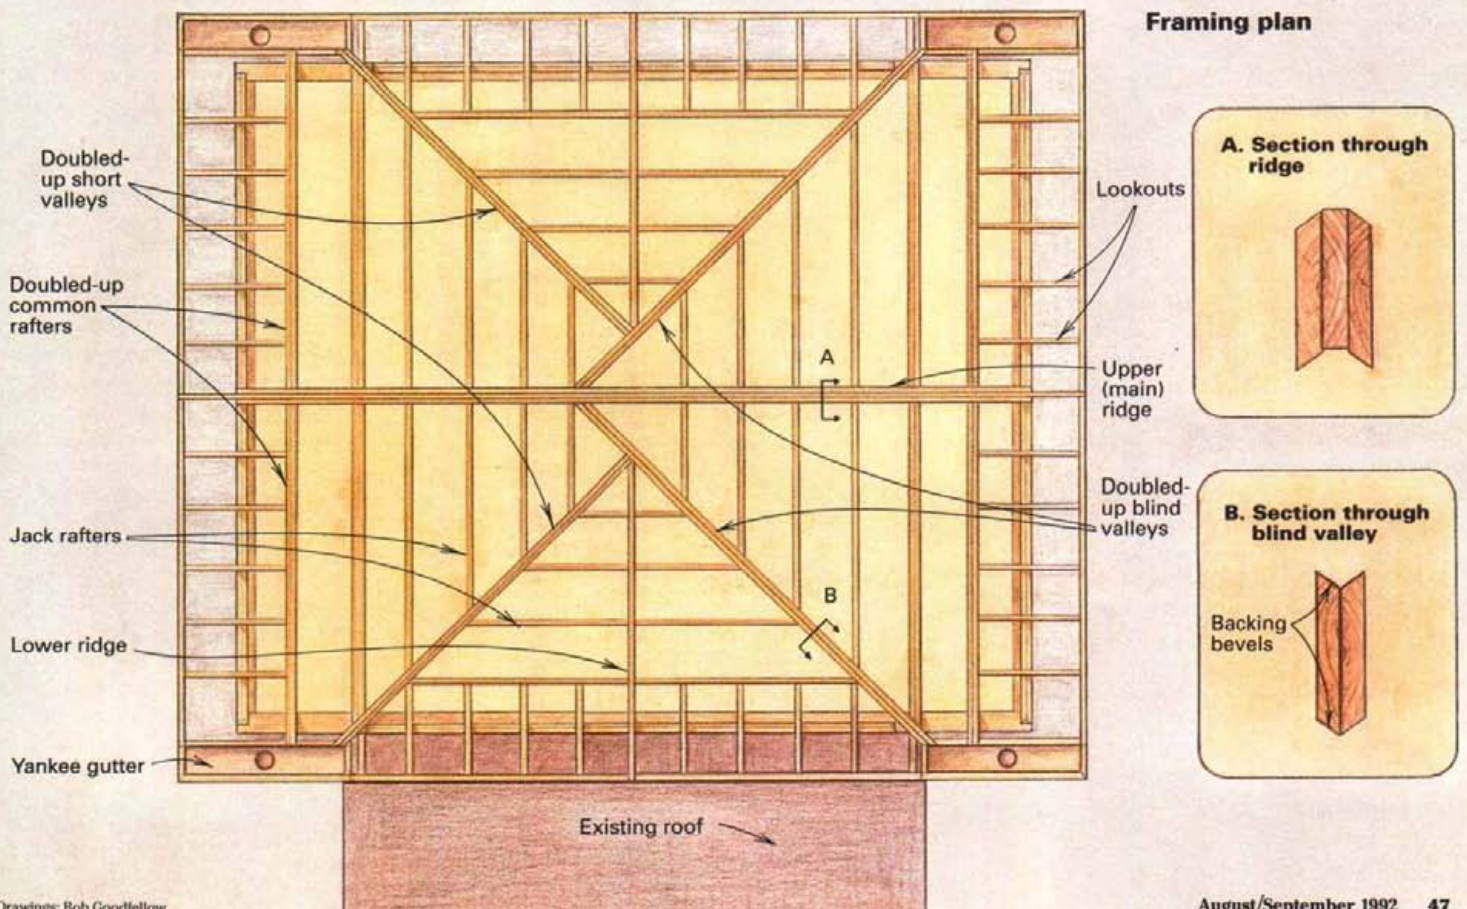 Framing plan
Doubled-
up short
valleys
Doubled-up
common
rafters
Jack rafters
Lower ridge
Yankee gutter
Existing roof
A
B
Lookouts
Upper
(main)
ridge
Doubled-
up blind
valleys
A. Section through
ridge
B. Section through
blind valley
Backing
bevels
Drawings: Bob Goodfellow
August/September 1992 47